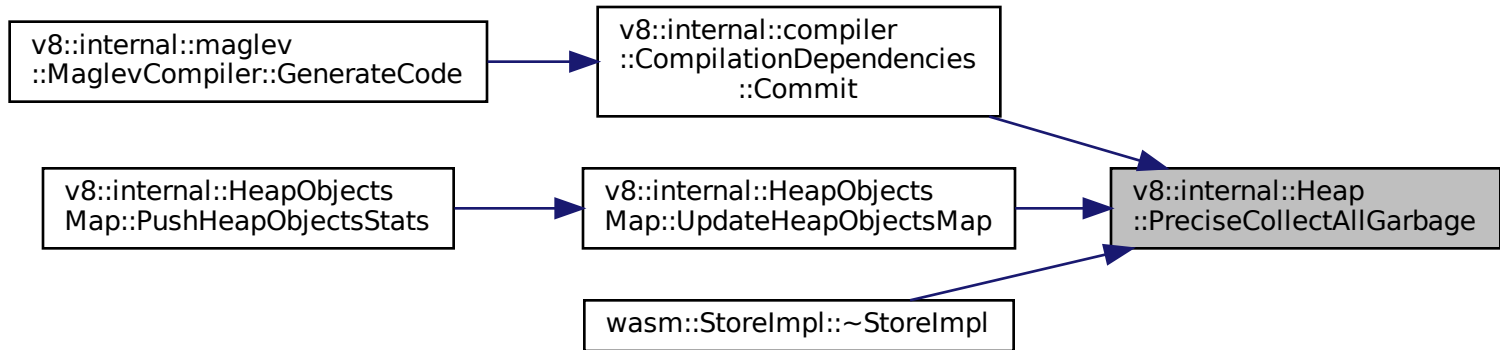 v8::internal::maglev
::MaglevCompiler::GenerateCode
v8::internal::compiler
::CompilationDependencies
::Commit
v8::internal::HeapObjects
Map::PushHeapObjectsStats
v8::internal::HeapObjects
Map::UpdateHeapObjectsMap
v8::internal::Heap
::PreciseCollectAllGarbage
wasm::StoreImpl::~StoreImpl